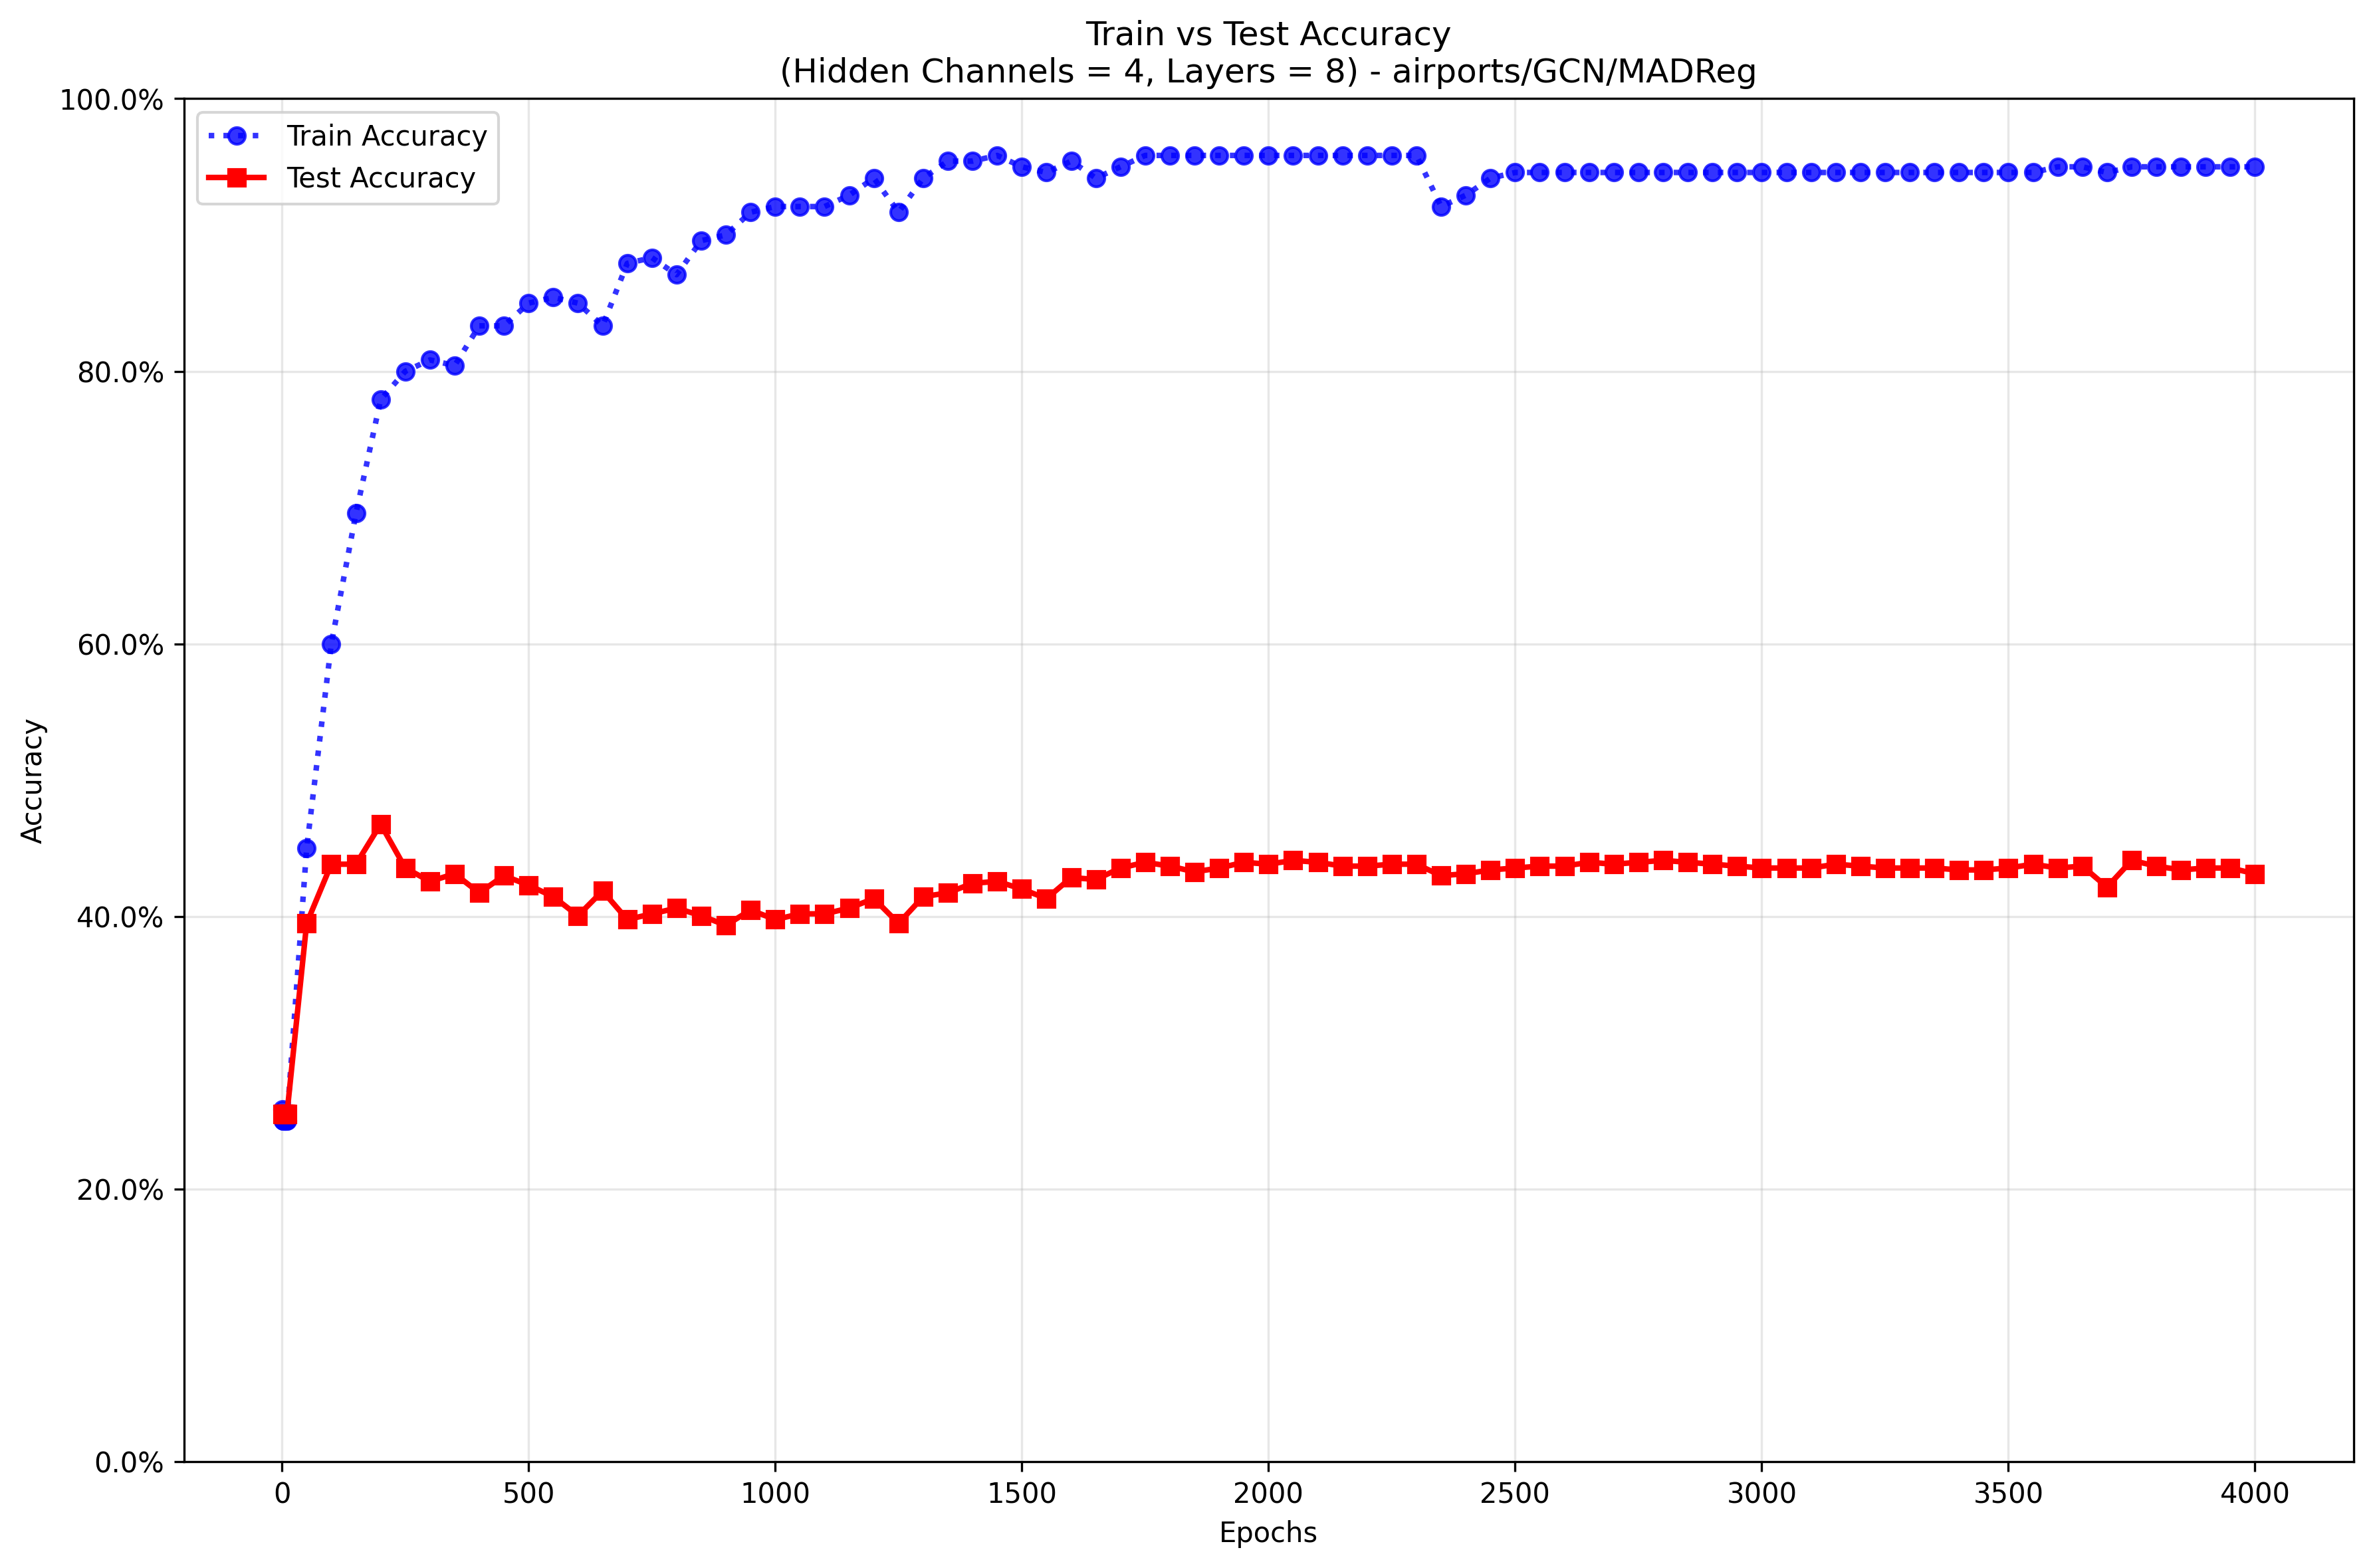 Train vs Test Accuracy
(Hidden Channels = 4, Layers = 8) - airports/GCN/MADReg
100.0%
80.0%
60.0%
40.0%
20.0%
0.0%
Accuracy
Train Accuracy
Test Accuracy
0
500
1000
1500
2000
2500
3000
3500
4000
Epochs